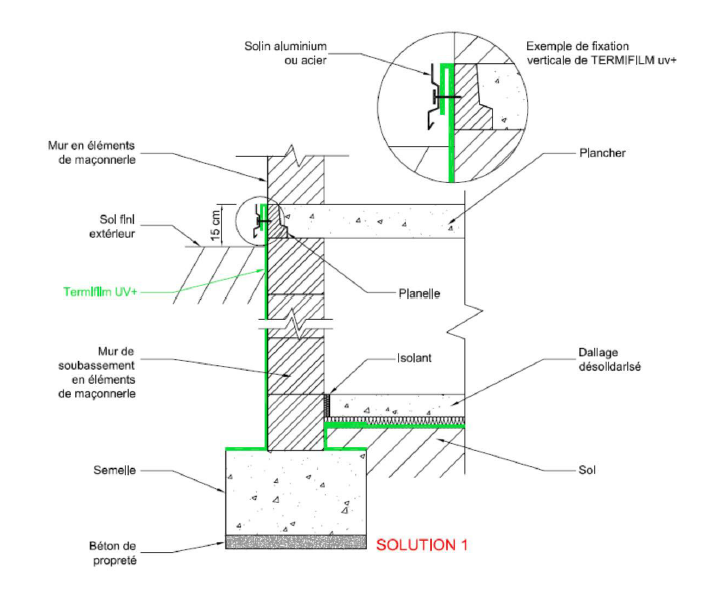 Solin aluminium
ou acier
Exemple de fixation
verticale de TERMIFILM uv+
Mur en éléments
de maçonnerie
Plancher
15 cm
Sol fini
extérieur
Termifilm UV+
Planelle
Mur de
soubassement
en éléments
de maçonnerie
Isolant
Dallage
désolidarisé
Semelle
Sol
Béton de
propreté
SOLUTION 1